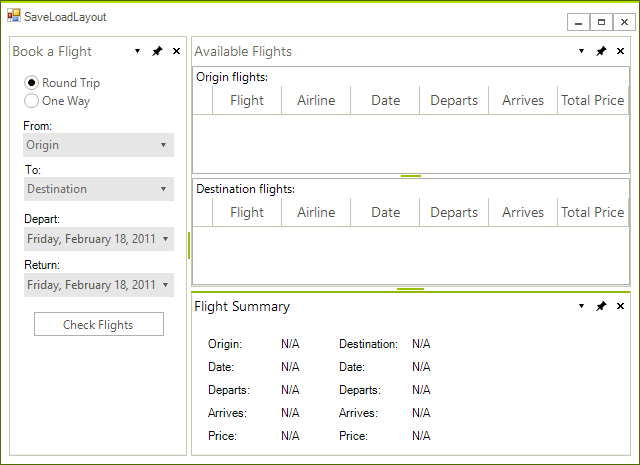 SaveLoadLayout
Book a Flight
Round Trip
One Way
From:
Origin
To:
Destination
Depart:
Friday, February 18, 2011
Return:
Friday, February 18, 2011
Check Flights
Available Flights
Origin flights:
Flight Airline Date Departs Arrives Total Price
Destination flights:
Flight Airline Date Departs Arrives Total Price
Flight Summary
Origin: N/A Destination: N/A
Date: N/A Date: N/A
Departs: N/A Departs: N/A
Arrives: N/A Arrives: N/A
Price: N/A Price: N/A